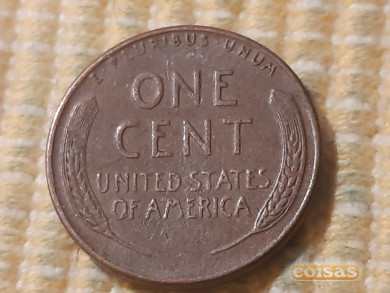 E·PLURIBUS·UNUM
ONE
CENT
UNITED STATES
OF AMERICA
coisas